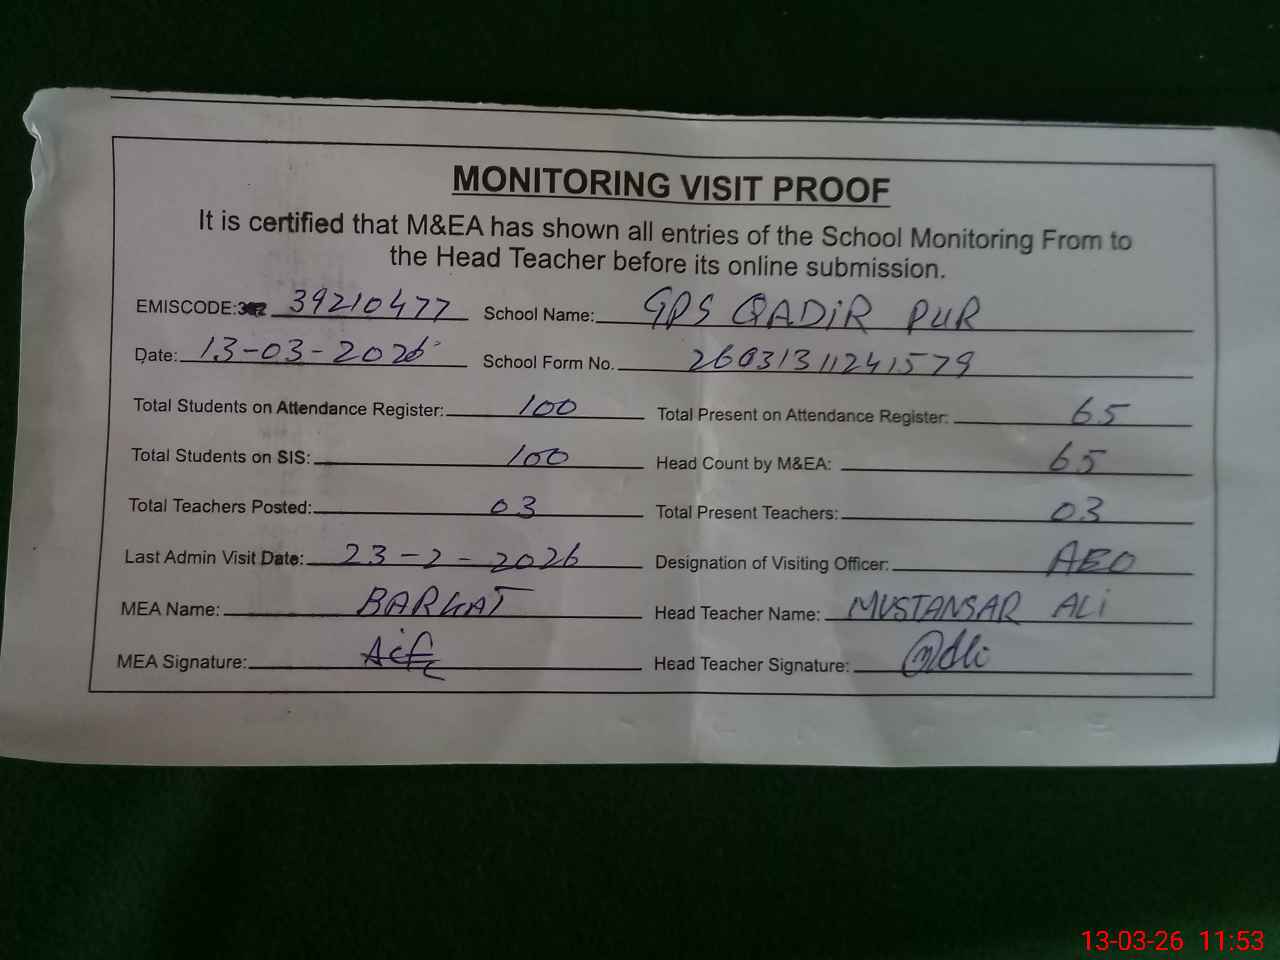 MONITORING VISIT PROOF
It is certified that M&EA has shown all entries of the School Monitoring From to
the Head Teacher before its online submission.
EMISCODE: 39210477 School Name: GPS QADIR PUR
Date: 13-03-2026 School Form No. 26031311241579
Total Students on Attendance Register: 100 Total Present on Attendance Register: 65
Total Students on SIS: 100 Head Count by M&EA: 65
Total Teachers Posted: 03 Total Present Teachers: 03
Last Admin Visit Date: 23-2-2026 Designation of Visiting Officer: AEO
MEA Name: BARKAT Head Teacher Name: MUSTANSAR ALI
MEA Signature: Head Teacher Signature:
13-03-26 11:53